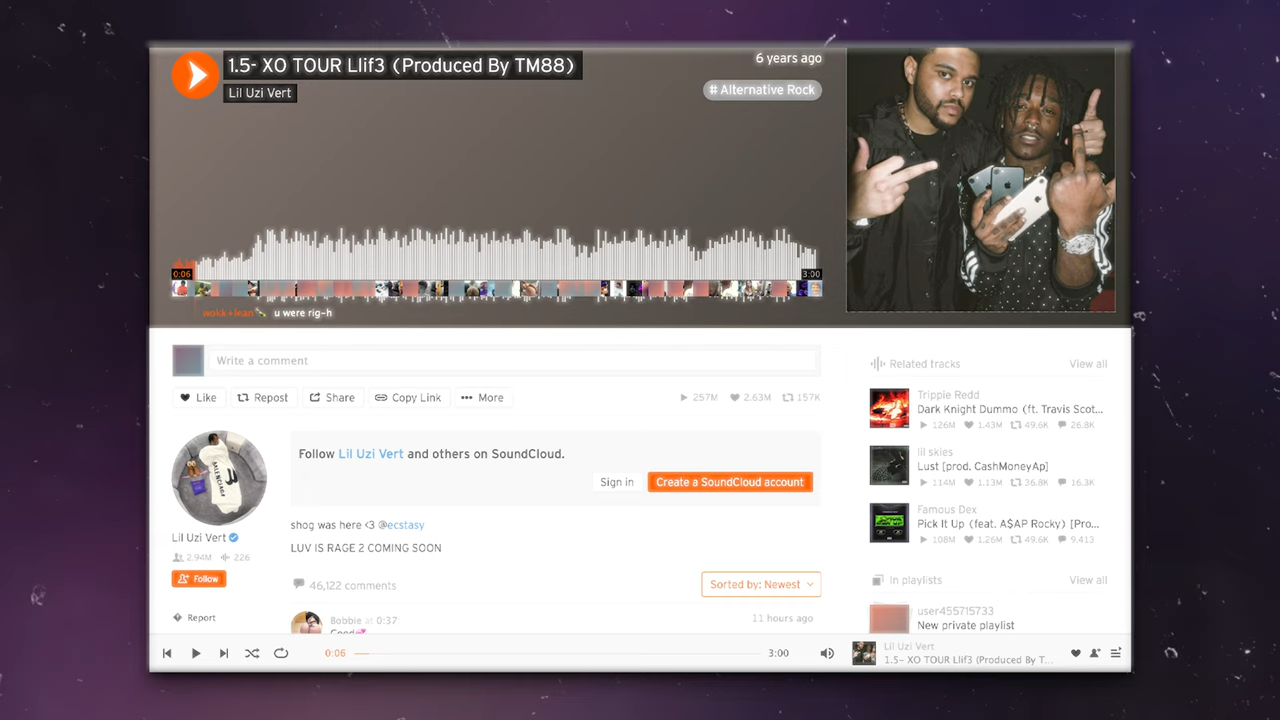 1.5- XO TOUR Llif3 (Produced By TM88)
Lil Uzi Vert
6 years ago
# Alternative Rock
0:06
3:00
wokk+lean u were rig-h
Write a comment
Like Repost Share Copy Link More
257M 2.63M 157K
Follow Lil Uzi Vert and others on SoundCloud.
Sign in Create a SoundCloud account
shog was here <3 @ecstasy
LUV IS RAGE 2 COMING SOON
BALENCIAGA
Lil Uzi Vert
2.94M 226
Follow
Report
46,122 comments
Sorted by: Newest
Bobbie at 0:37
11 hours ago
Good
Related tracks View all
Trippie Redd
Dark Knight Dummo (ft. Travis Scot...
126M 1.43M 49.6K 26.8K
lil skies
Lust [prod. CashMoneyAp]
114M 1.13M 36.8K 16.3K
Famous Dex
Pick It Up (feat. A$AP Rocky) [Pro...
108M 1.26M 49.6K 9,413
In playlists View all
user455715733
New private playlist
0:06
3:00
Lil Uzi Vert
1.5- XO TOUR Llif3 (Produced By T...